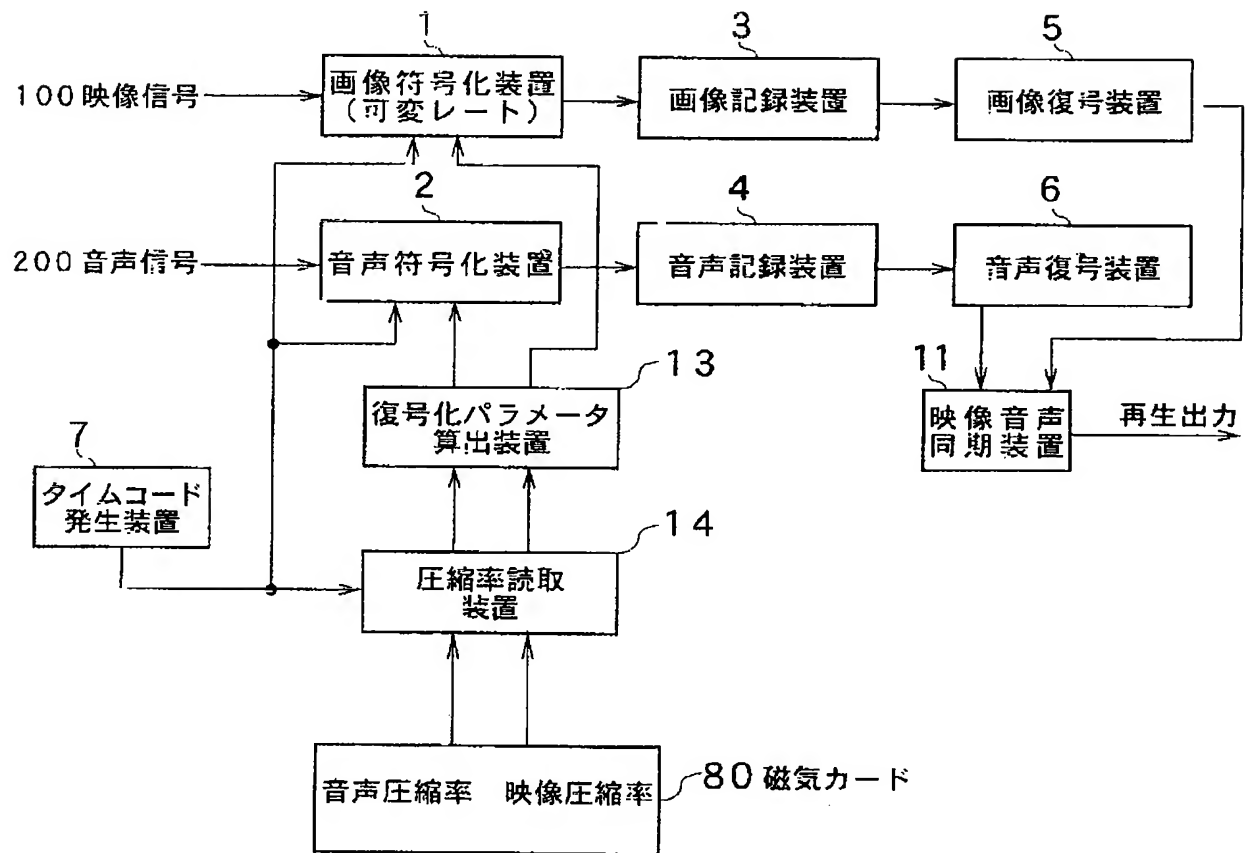 1
3
5
100映像信号
画像符号化装置
(可変レート)
画像記録装置
画像復号装置
2
4
6
200音声信号
音声符号化装置
音声記録装置
音声復号装置
13
11
復号化パラメータ
算出装置
映像音声
同期装置
再生出力
7
タイムコード
発生装置
14
圧縮率読取
装置
音声圧縮率 映像圧縮率
80磁気カード